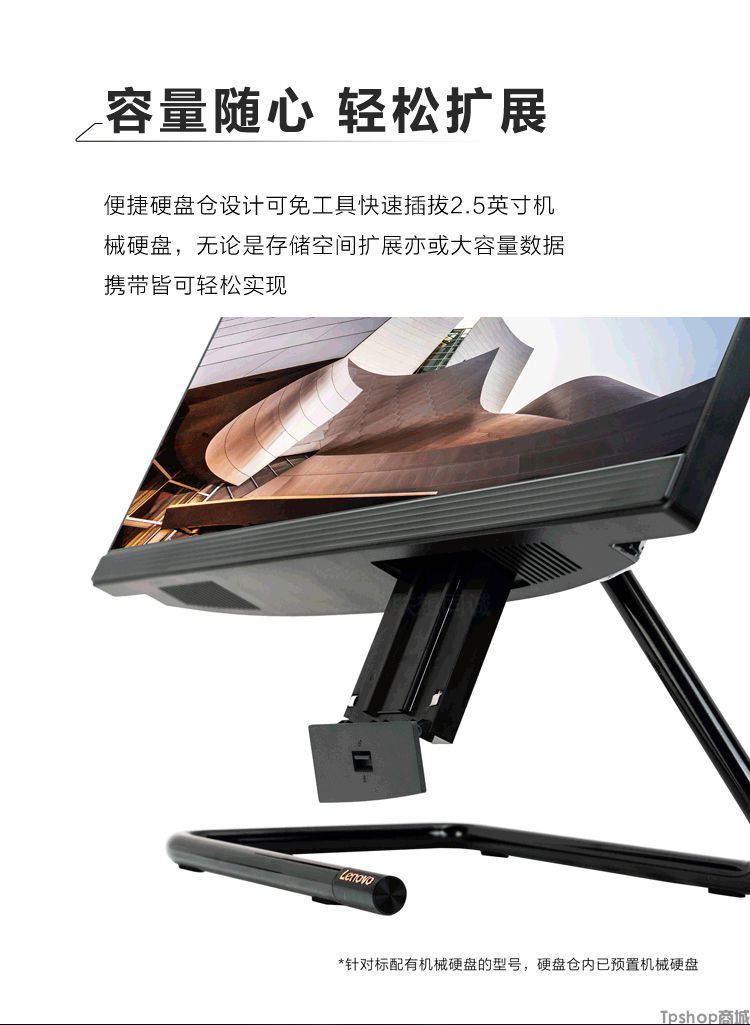 容量随心 轻松扩展
便捷硬盘仓设计可免工具快速插拔2.5英寸机
械硬盘，无论是存储空间扩展亦或大容量数据
携带皆可轻松实现
Lenovo
*针对标配有机械硬盘的型号，硬盘仓内已预置机械硬盘
Tpshop商城